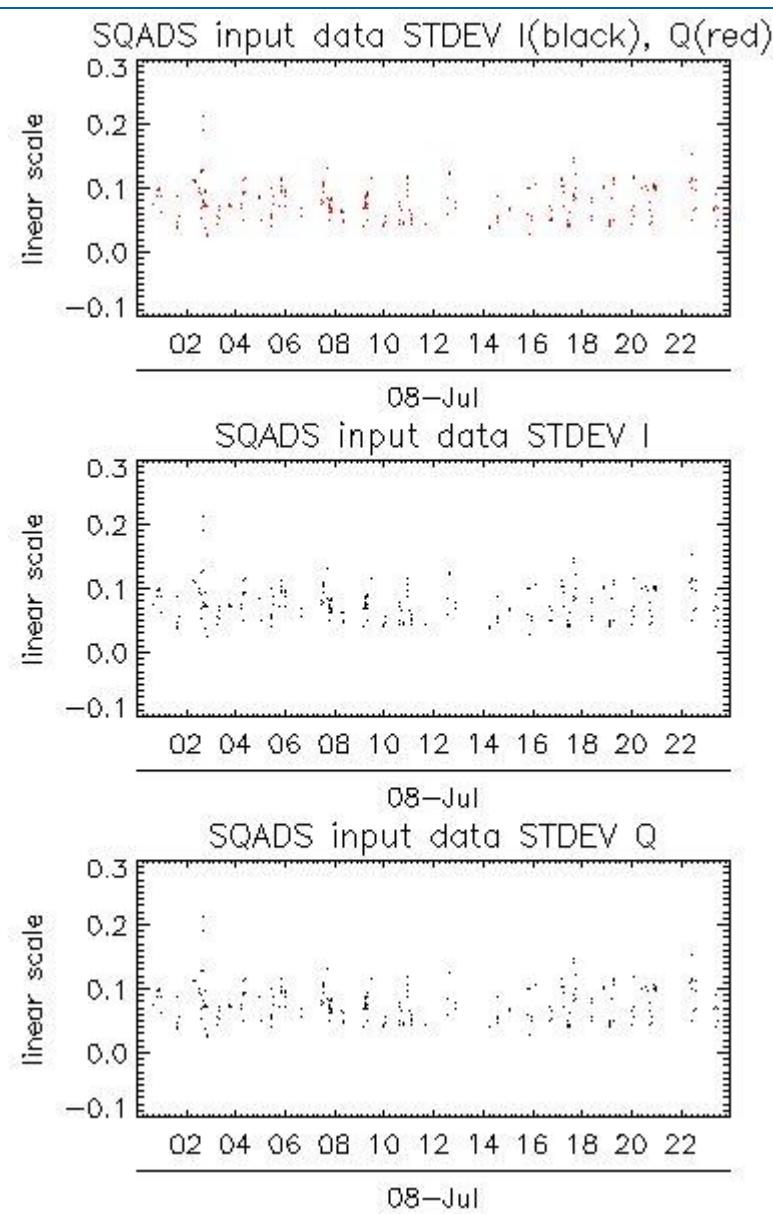 SQADS input data STDEV I(black), Q(red)
0.3
0.2
0.1
0.0
−0.1
linear scale
02 04 06 08 10 12 14 16 18 20 22
08−Jul
SQADS input data STDEV I
0.3
0.2
0.1
0.0
−0.1
linear scale
02 04 06 08 10 12 14 16 18 20 22
08−Jul
SQADS input data STDEV Q
0.3
0.2
0.1
0.0
−0.1
linear scale
02 04 06 08 10 12 14 16 18 20 22
08−Jul